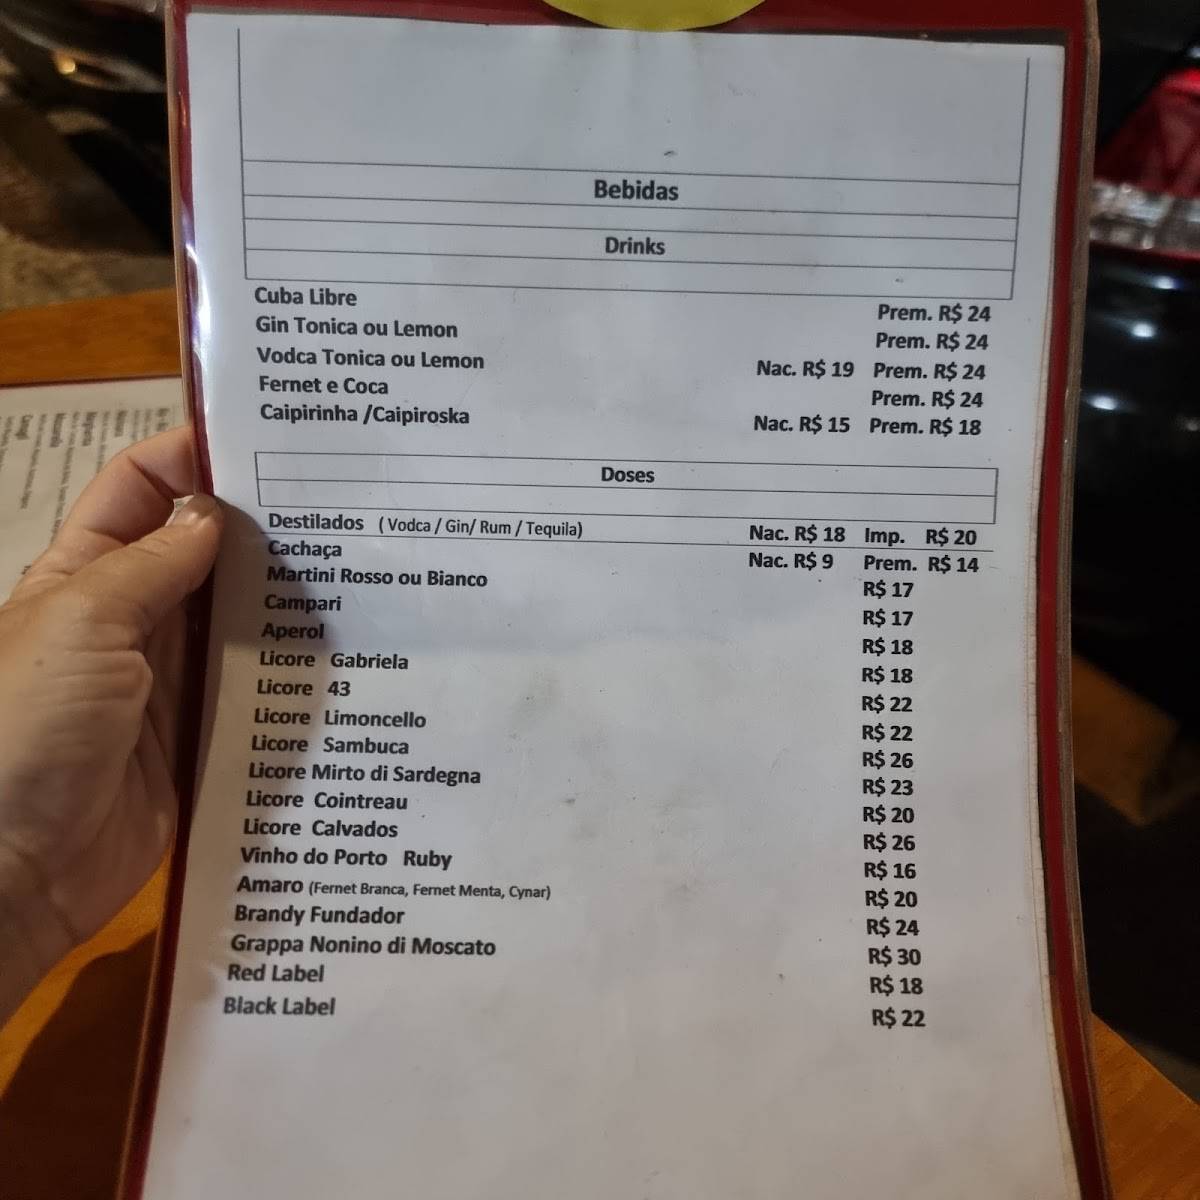 Bebidas
Drinks
Cuba Libre Prem. R$ 24
Gin Tonica ou Lemon Prem. R$ 24
Vodca Tonica ou Lemon Nac. R$ 19 Prem. R$ 24
Fernet e Coca Prem. R$ 24
Caipirinha /Caipiroska Nac. R$ 15 Prem. R$ 18
Doses
Destilados ( Vodca / Gin/ Rum / Tequila) Nac. R$ 18 Imp. R$ 20
Cachaça Nac. R$ 9 Prem. R$ 14
Martini Rosso ou Bianco R$ 17
Campari R$ 17
Aperol R$ 18
Licore Gabriela R$ 18
Licore 43 R$ 22
Licore Limoncello R$ 22
Licore Sambuca R$ 26
Licore Mirto di Sardegna R$ 23
Licore Cointreau R$ 20
Licore Calvados R$ 26
Vinho do Porto Ruby R$ 16
Amaro (Fernet Branca, Fernet Menta, Cynar) R$ 20
Brandy Fundador R$ 24
Grappa Nonino di Moscato R$ 30
Red Label R$ 18
Black Label R$ 22